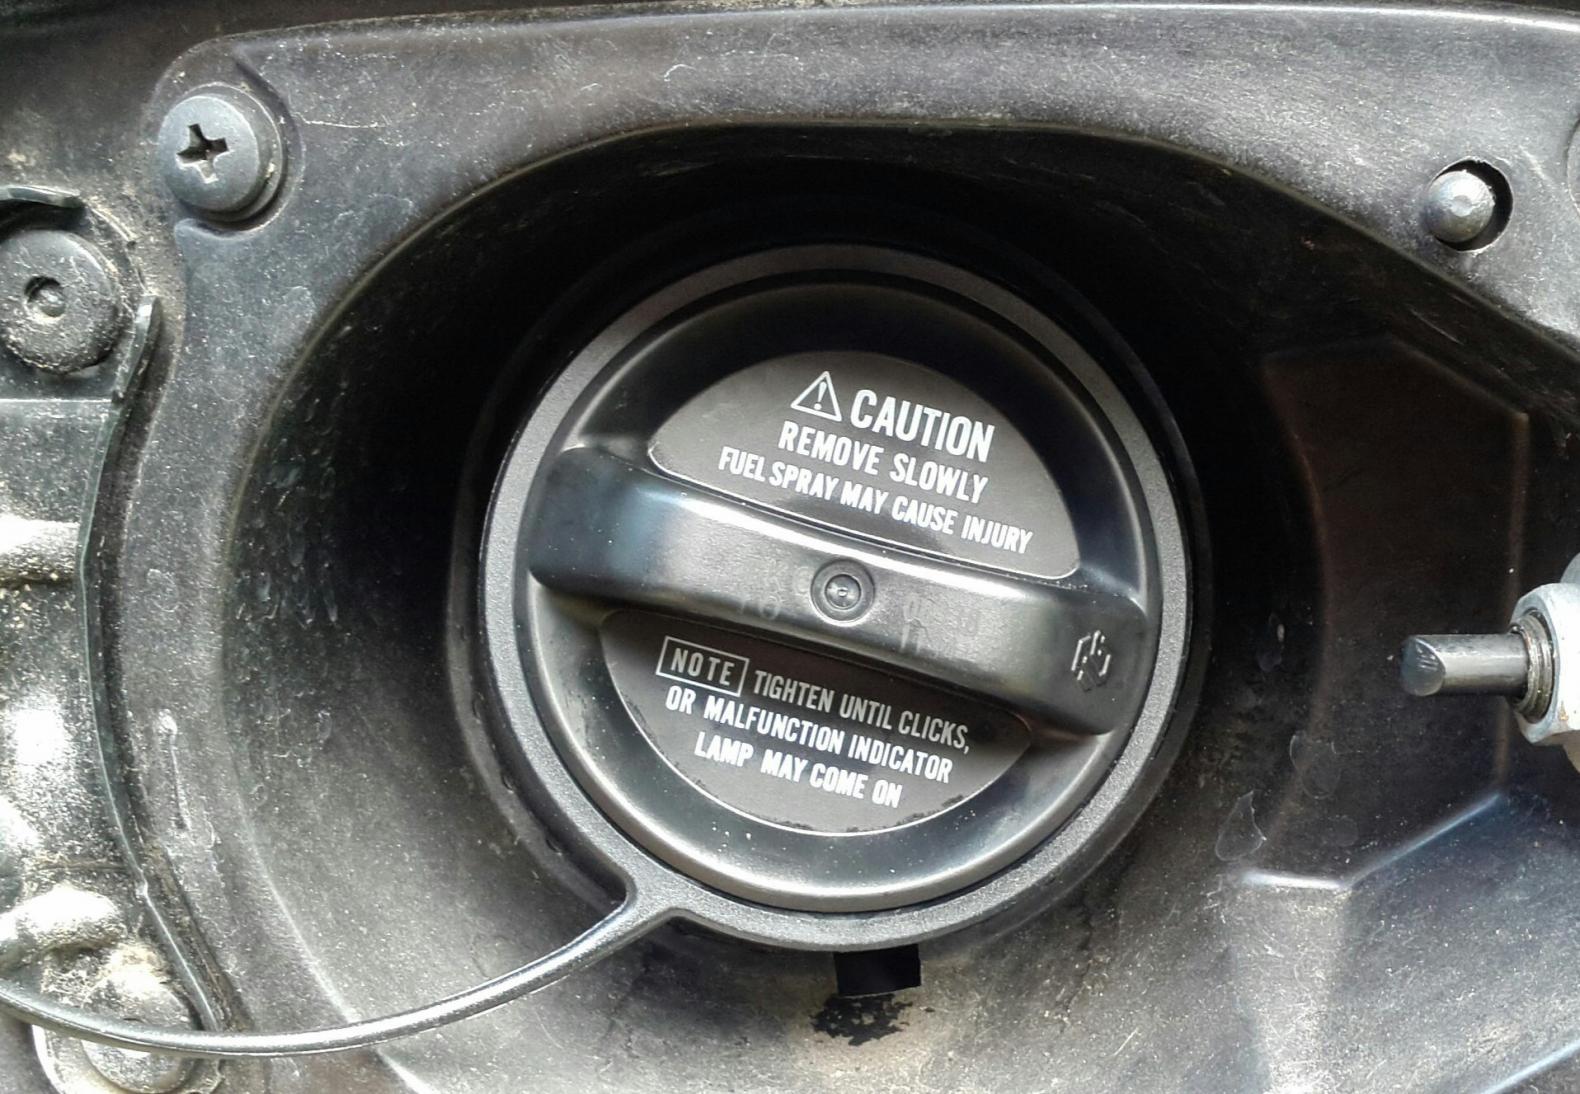 CAUTION
REMOVE SLOWLY
FUEL SPRAY MAY CAUSE INJURY
NOTE TIGHTEN UNTIL CLICKS,
OR MALFUNCTION INDICATOR
LAMP MAY COME ON